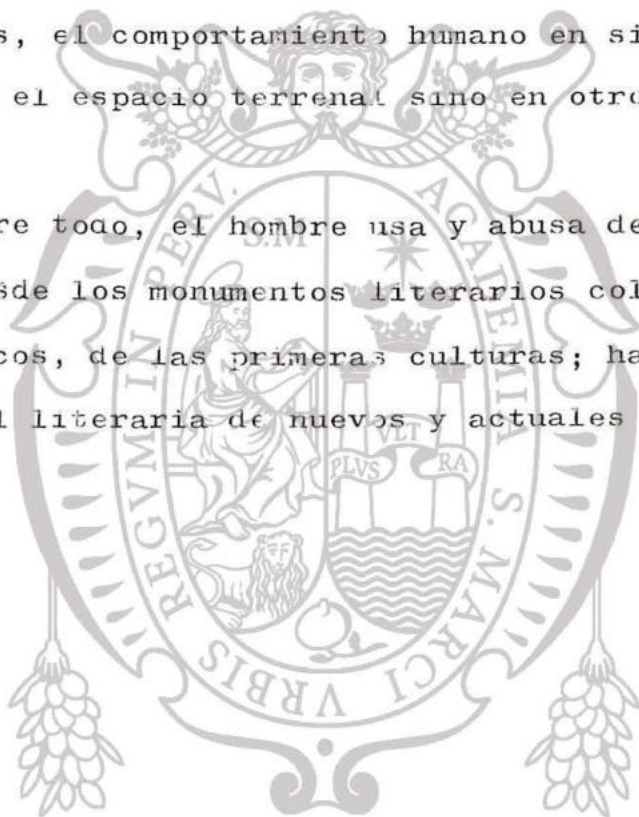 s, el comportamiento humano en si
el espacio terrenal sino en otro
re todo, el hombre usa y abusa de
sde los monumentos literarios col
cos, de las primeras culturas; ha
l literaria de nuevos y actuales
ACADEMIA S. MARCI VRBIS REGVM IN PERV.
S.M
PLVS VLT RA